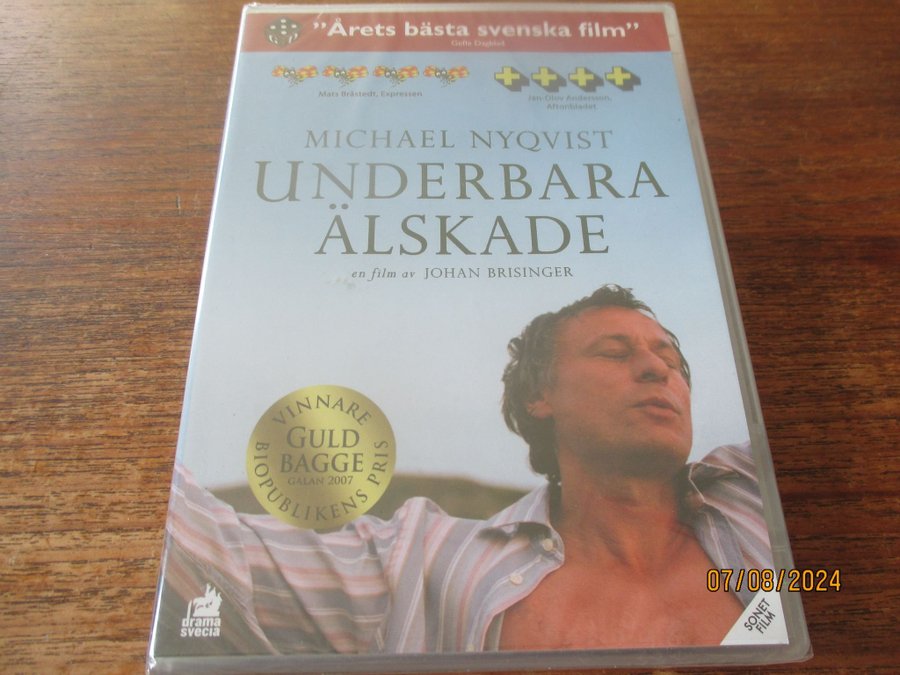 "Årets bästa svenska film"
Gefle Dagblad
Mats Bråstedt, Expressen
Jan-Olov Andersson,
Aftonbladet
MICHAEL NYQVIST
UNDERBARA
ÄLSKADE
en film av JOHAN BRISINGER
VINNARE
GULD
BAGGE
GALAN 2007
BIOPUBLIKENS PRIS
drama
svecia
SONET
FILM
07/08/2024